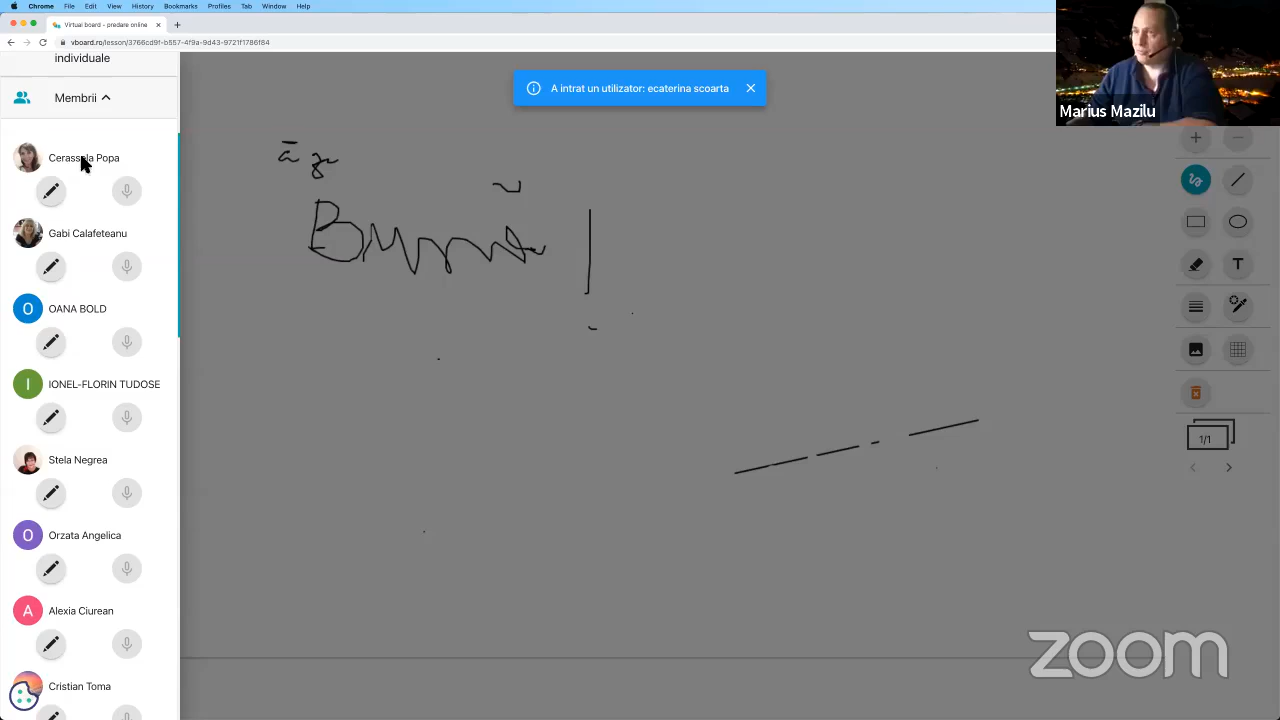 Chrome File Edit View History Bookmarks Profiles Tab Window Help
Virtual board - predare online
vboard.ro/lesson/3766cd9f-b557-4f9a-9d43-9721f1786f84
individuale
Membrii
A intrat un utilizator: ecaterina scoarta
Marius Mazilu
Cerassela Popa
Gabi Calafeteanu
O OANA BOLD
I IONEL-FLORIN TUDOSE
Stela Negrea
O Orzata Angelica
A Alexia Ciurean
Cristian Toma
T
1/1
zoom